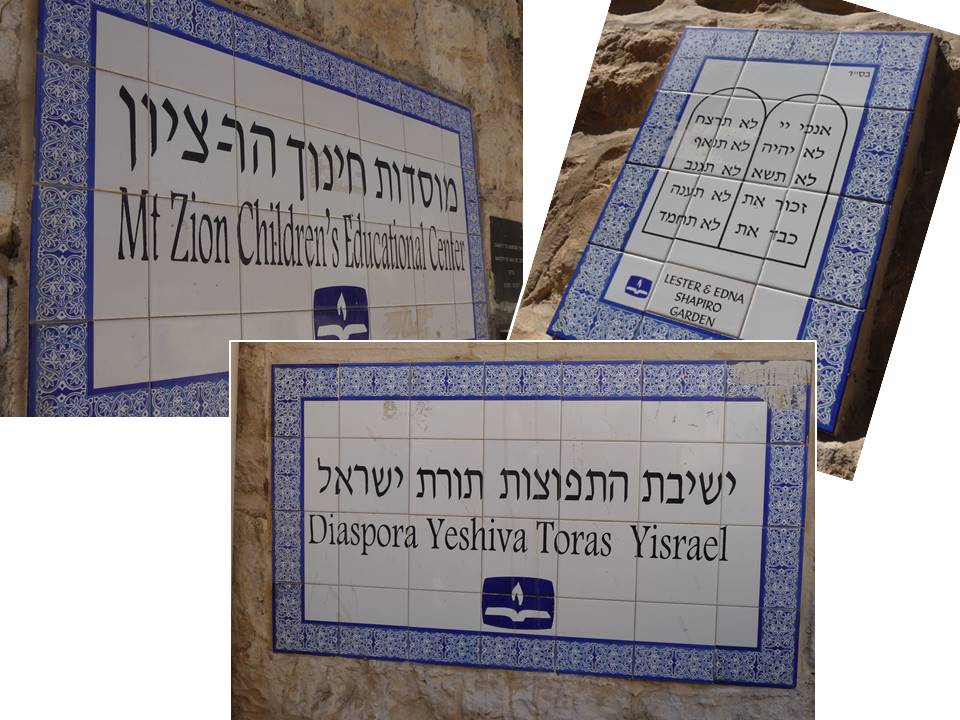 מוסדות חינוך הר-ציון
Mt Zion Children's Educational Center
בס״ד
אנכי יי
לא יהיה
לא תשא
זכור את
כבד את
לא תרצח
לא תנאף
לא תגנב
לא תענה
לא תחמד
LESTER & EDNA
SHAPIRO
GARDEN
ישיבת התפוצות תורת ישראל
Diaspora Yeshiva Toras Yisrael